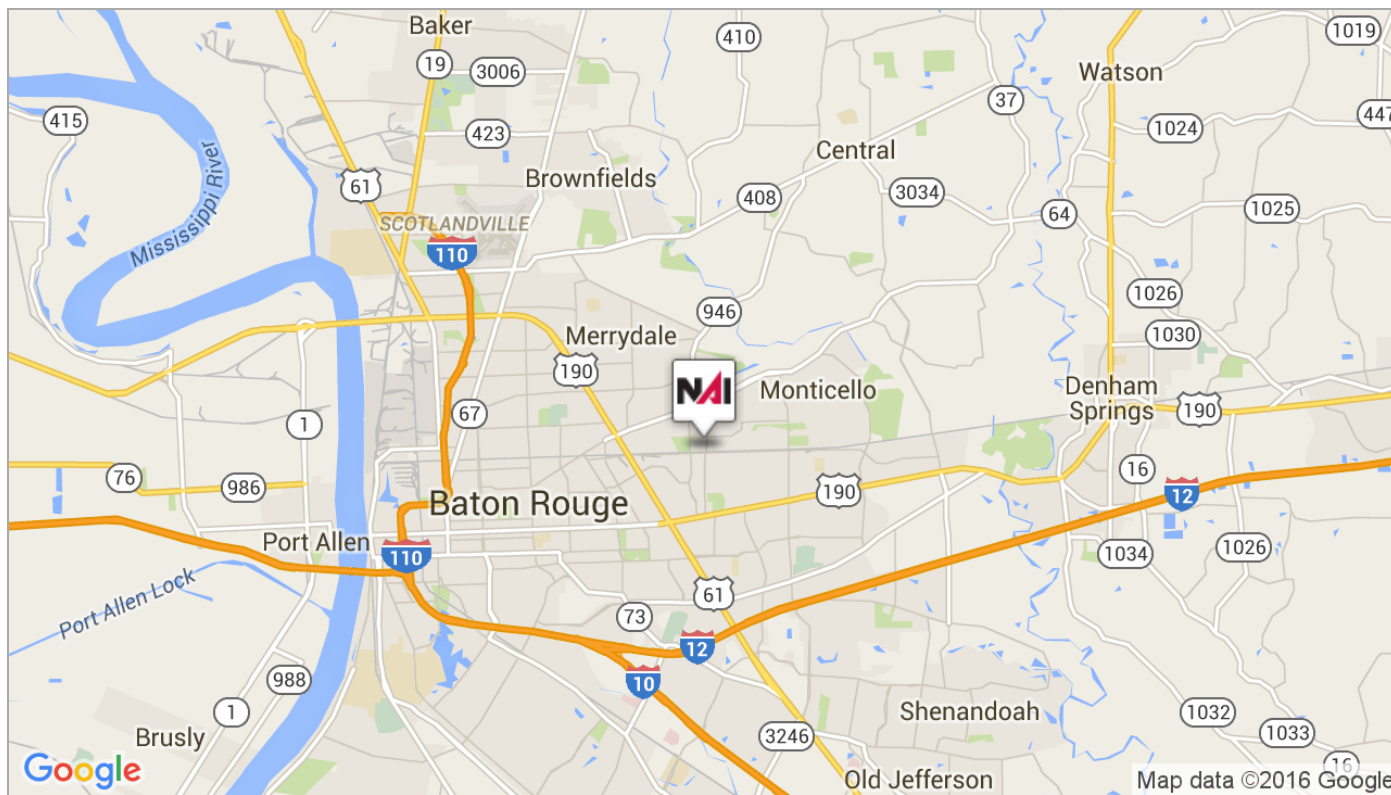 Baker
410
1019
19
3006
Watson
37
415
423
1024
447
Central
Brownfields
61
408
3034
Mississippi River
SCOTLANDVILLE
64
1025
110
1026
946
1030
Merrydale
190
NAI
Monticello
Denham
Springs
190
67
1
76
986
190
16
12
Baton Rouge
Port Allen
110
1034
1026
Port Allen Lock
61
73
12
988
10
1
Shenandoah
1032
Brusly
3246
1033
16
Google
Old Jefferson
Map data ©2016 Google